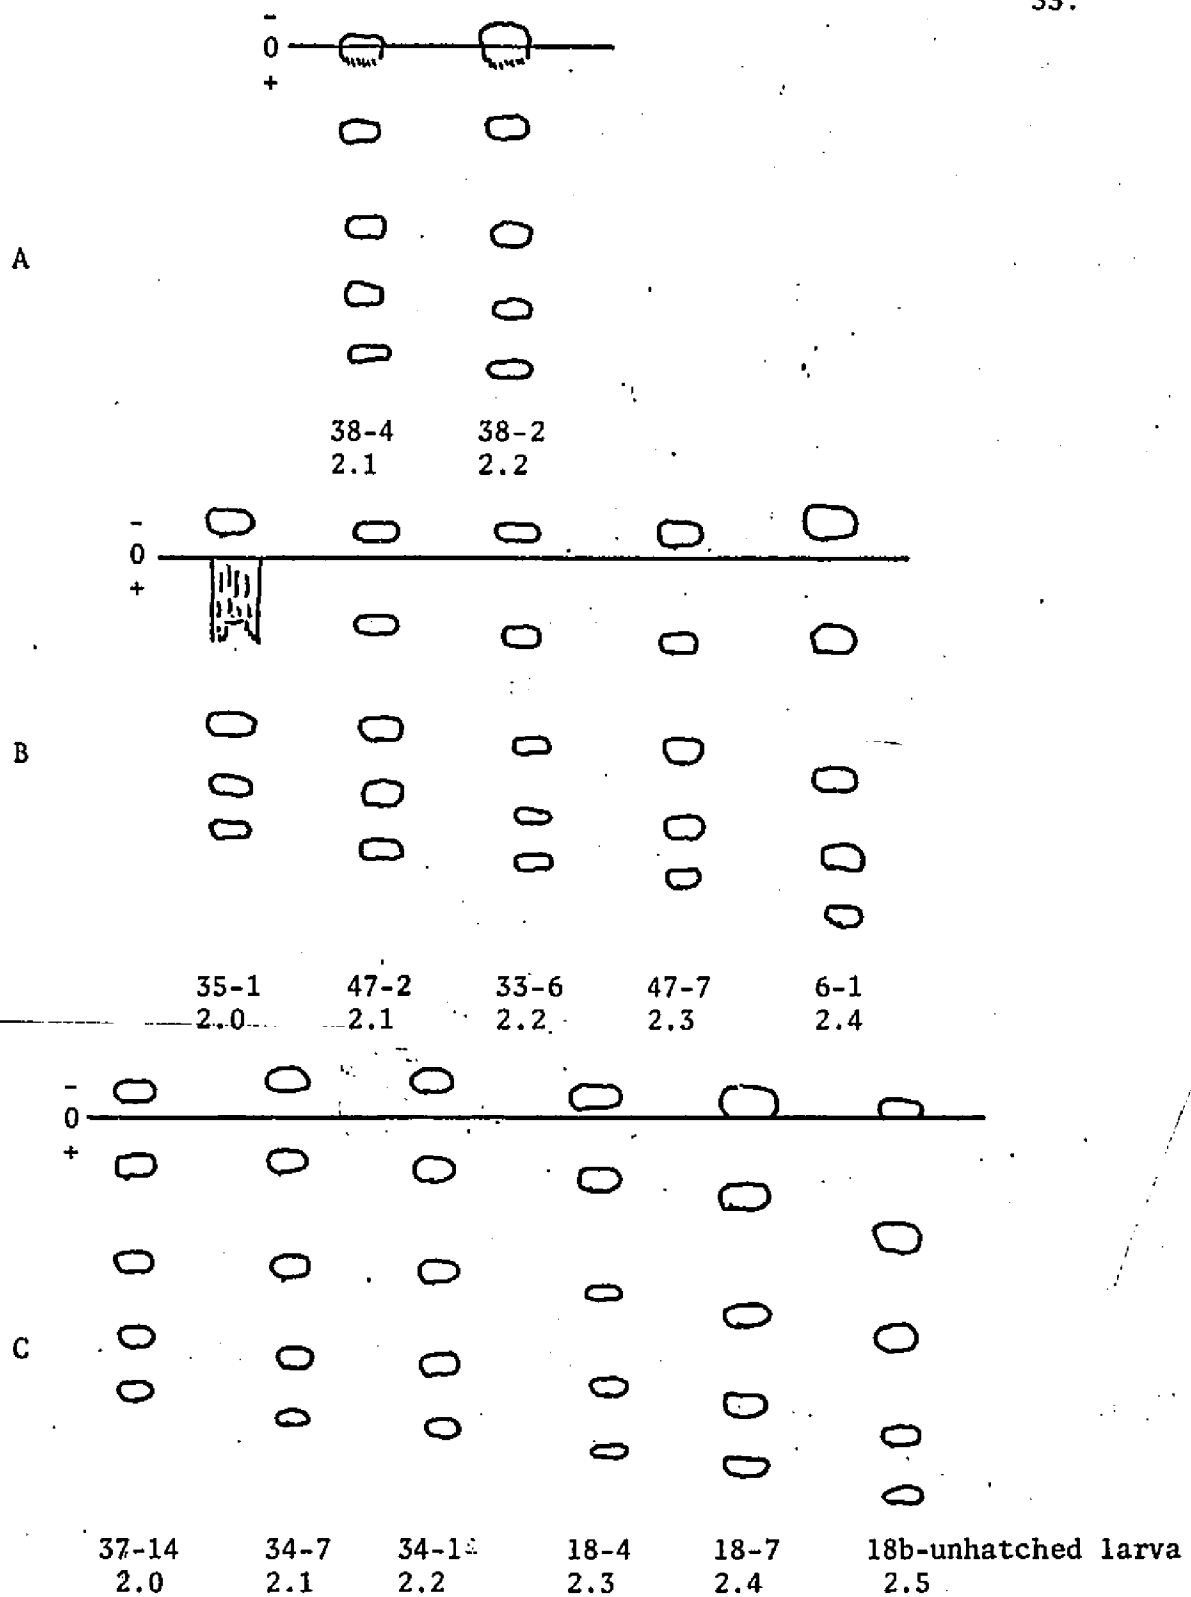 33.
-
0
+
A
38-4 38-2
2.1 2.2
-
0
+
B
35-1 47-2 33-6 47-7 6-1
2.0 2.1 2.2 2.3 2.4
-
0
+
C
37-14 34-7 34-1 18-4 18-7 18b-unhatched larva
2.0 2.1 2.2 2.3 2.4 2.5